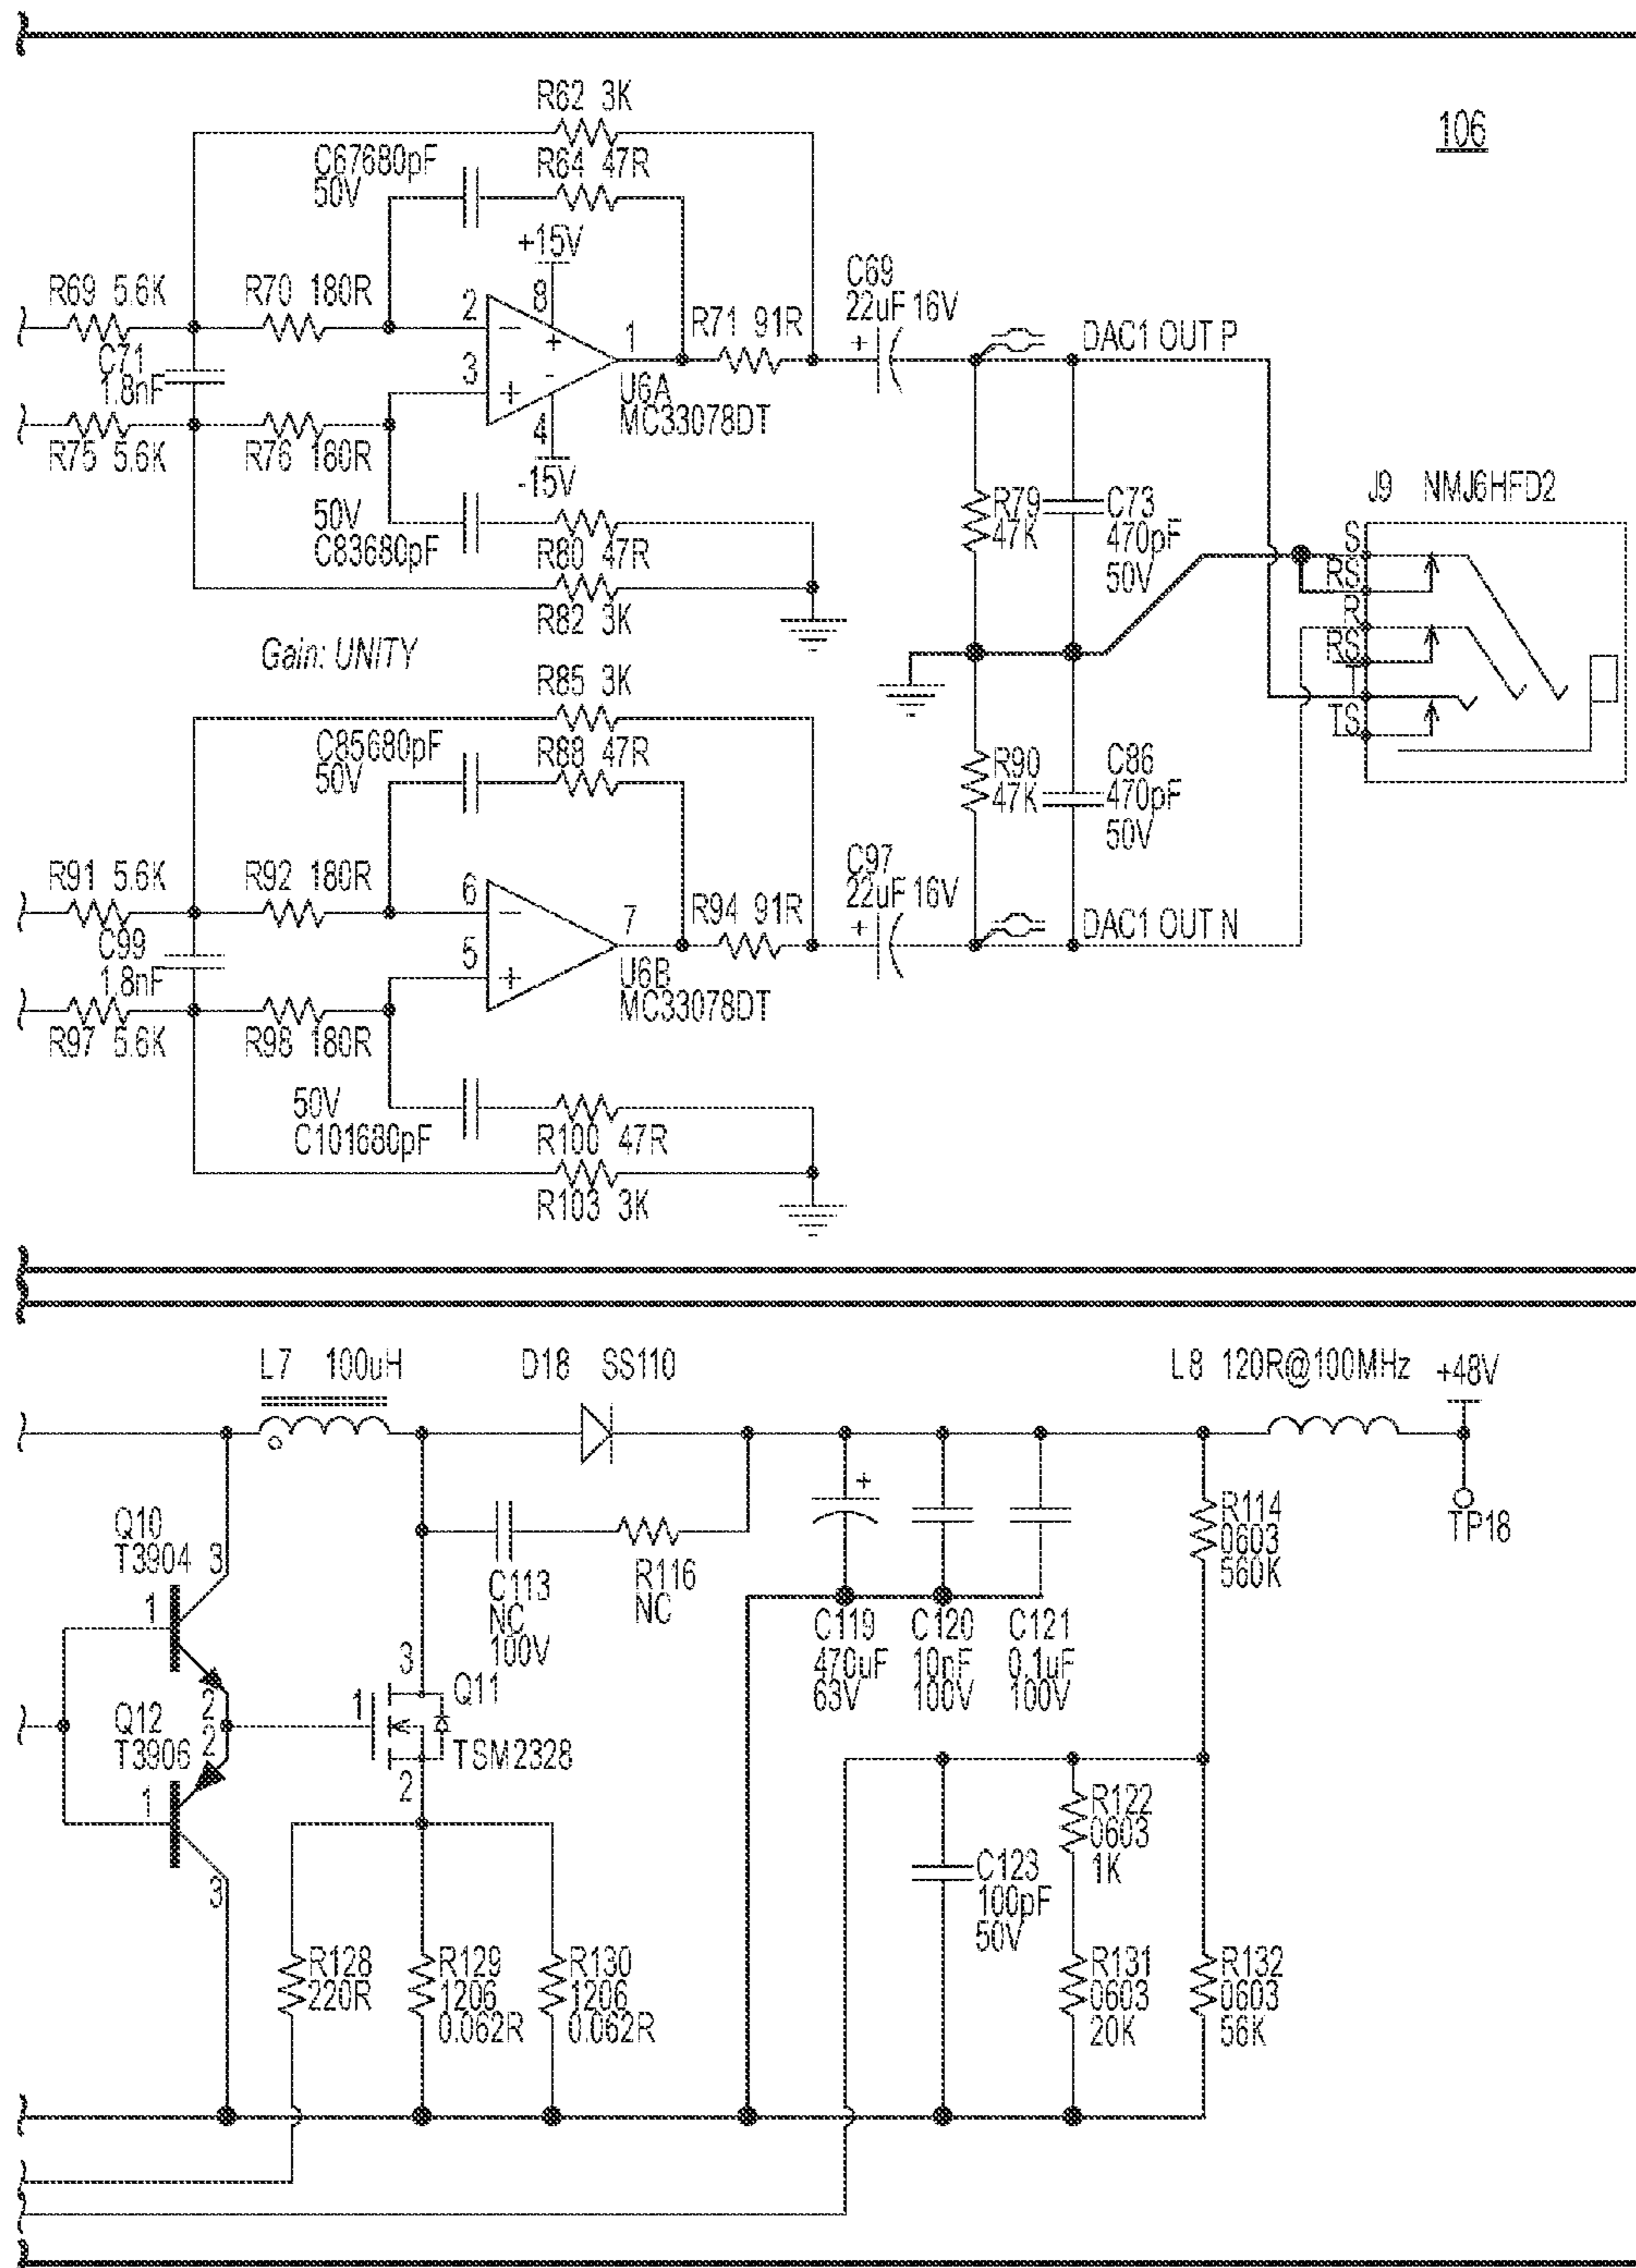 106
R62 3K
C67680pF
50V
R64 47R
+15V
8
R69 5.6K
R70 180R
2
3
1
C71
1.8nF
R71 91R
C69
22uF 16V
DAC1 OUT P
U6A
MC33078DT
R75 5.6K
R76 180R
4
-15V
50V
C83680pF
R80 47R
R82 3K
R79
47K
C73
470pF
50V
J9 NMJ6HFD2
S
RS
R
RS
T
TS
Gain: UNITY
R85 3K
C85680pF
50V
R88 47R
R90
47K
C86
470pF
50V
R91 5.6K
R92 180R
6
5
7
C99
1.8nF
R94 91R
C97
22uF 16V
DAC1 OUT N
U6B
MC33078DT
R97 5.6K
R98 180R
50V
C101680pF
R100 47R
R103 3K
L7 100uH
D18 SS110
L8 120R@100MHz
+48V
TP18
Q10
T3904
3
1
2
C113
NC
100V
R116
NC
C119
470uF
63V
C120
10nF
100V
C121
0.1uF
100V
R114
0603
560K
Q12
T3906
2
1
3
3
1
2
Q11
TSM2328
R122
0603
1K
C123
100pF
50V
R128
220R
R129
1206
0.062R
R130
1206
0.062R
R131
0603
20K
R132
0603
56K